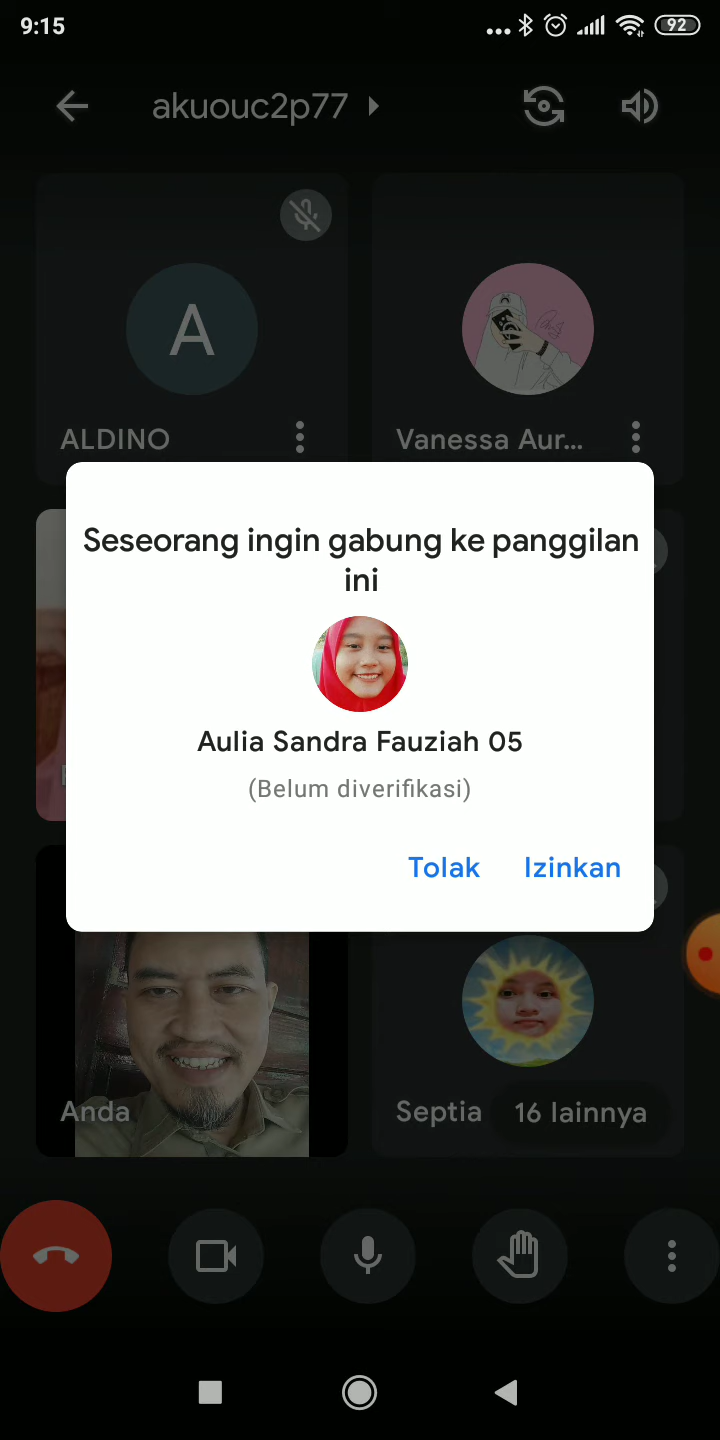 9:15
92
akuouc2p77
A
ALDINO
Vanessa Aur...
Seseorang ingin gabung ke panggilan
ini
Aulia Sandra Fauziah 05
(Belum diverifikasi)
Tolak
Izinkan
Anda
Septia
16 lainnya